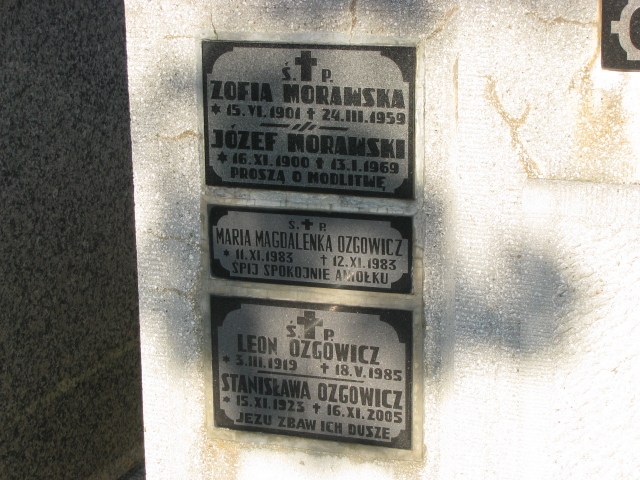 Ś. P.
ZOFIA MORAWSKA
* 15.VI.1901 † 24.III.1959
JÓZEF MORAWSKI
* 16.XI.1900 † 13.I.1969
PROSZĄ O MODLITWĘ
Ś. P.
MARIA MAGDALENKA OZGOWICZ
* 11.XI.1983 † 12.XI.1983
ŚPIJ SPOKOJNIE ANIOŁKU
Ś. P.
LEON OZGOWICZ
* 3.III.1919 † 18.V.1985
STANISŁAWA OZGOWICZ
* 15.XI.1923 † 16.XI.2005
JEZU ZBAW ICH DUSZE